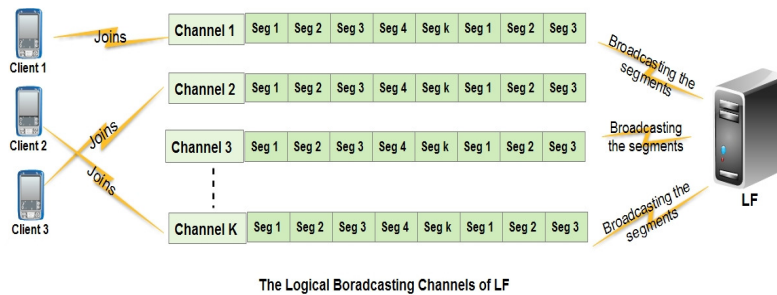 Client 1
Joins
Channel 1 Seg 1 Seg 2 Seg 3 Seg 4 Seg k Seg 1 Seg 2 Seg 3
Broadcasting the segments
Client 2
Joins
Channel 2 Seg 1 Seg 2 Seg 3 Seg 4 Seg k Seg 1 Seg 2 Seg 3
Channel 3 Seg 1 Seg 2 Seg 3 Seg 4 Seg k Seg 1 Seg 2 Seg 3
Broadcasting
the segments
Client 3
Joins
Channel K Seg 1 Seg 2 Seg 3 Seg 4 Seg k Seg 1 Seg 2 Seg 3
Broadcasting the
segments
LF
The Logical Boradcasting Channels of LF